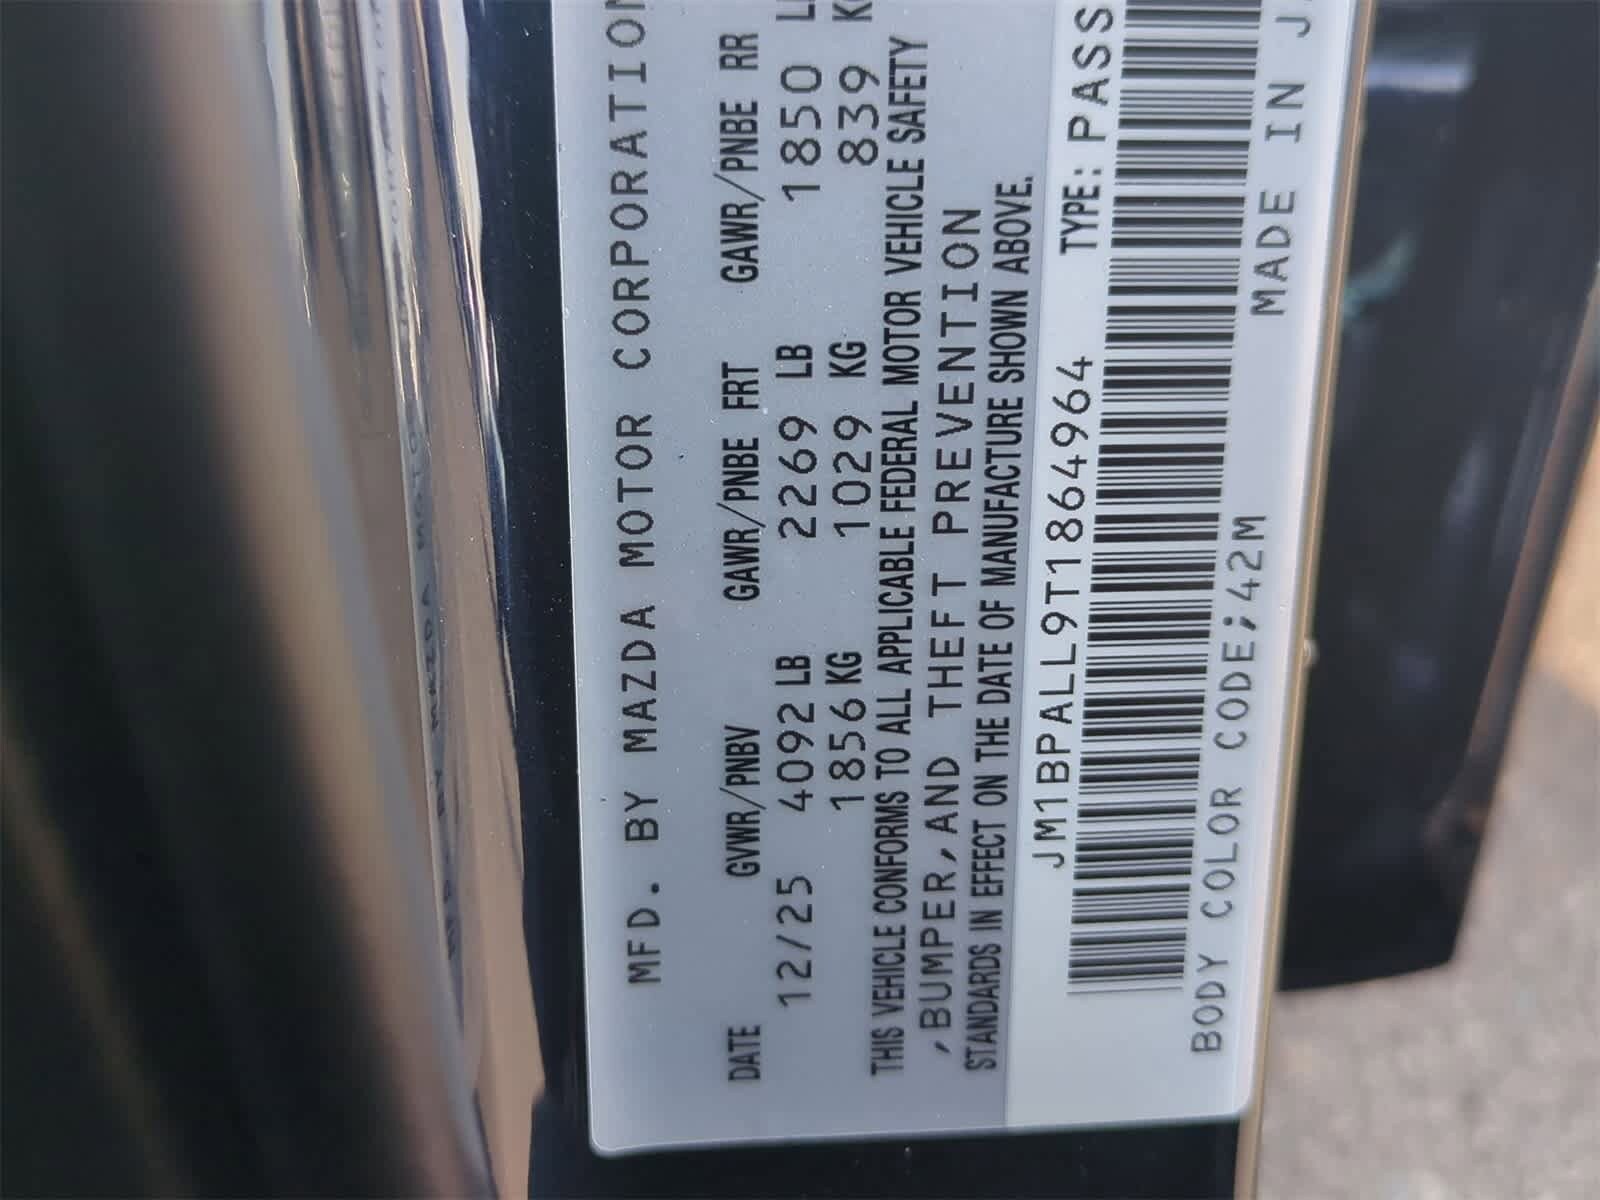 MFD. BY MAZDA MOTOR CORPORATION
DATE GVWR/PNBV GAWR/PNBE FRT GAWR/PNBE RR
12/25 4092 LB 2269 LB 1850 L
1856 KG 1029 KG 839 K
THIS VEHICLE CONFORMS TO ALL APPLICABLE FEDERAL MOTOR VEHICLE SAFETY
,BUMPER,AND THEFT PREVENTION
STANDARDS IN EFFECT ON THE DATE OF MANUFACTURE SHOWN ABOVE.
JM1BPALL9T1864964 TYPE: PASS
BODY COLOR CODE;42M MADE IN J